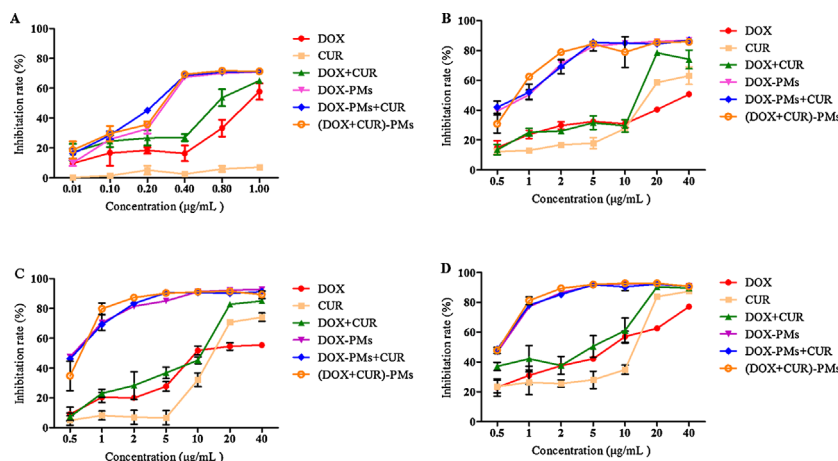 A
Inhibitation rate (%)
100
80
60
40
20
0
0.01 0.10 0.20 0.40 0.80 1.00
Concentration (μg/mL )
DOX
CUR
DOX+CUR
DOX-PMs
DOX-PMs+CUR
(DOX+CUR)-PMs
B
Inhibitation rate (%)
100
80
60
40
20
0
0.5 1 2 5 10 20 40
Concentration (μg/mL )
DOX
CUR
DOX+CUR
DOX-PMs
DOX-PMs+CUR
(DOX+CUR)-PMs
C
Inhibitation rate (%)
100
80
60
40
20
0
0.5 1 2 5 10 20 40
Concentration (μg/mL )
DOX
CUR
DOX+CUR
DOX-PMs
DOX-PMs+CUR
(DOX+CUR)-PMs
D
Inhibitation rate (%)
100
80
60
40
20
0
0.5 1 2 5 10 20 40
Concentration (μg/mL )
DOX
CUR
DOX+CUR
DOX-PMs
DOX-PMs+CUR
(DOX+CUR)-PMs